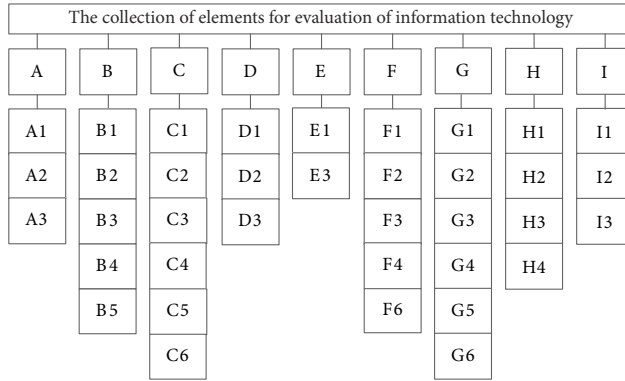 The collection of elements for evaluation of information technology
A B C D E F G H I
A1 B1 C1 D1 E1 F1 G1 H1 I1
A2 B2 C2 D2 E3 F2 G2 H2 I2
A3 B3 C3 D3 F3 G3 H3 I3
B4 C4 F4 G4 H4
B5 C5 F6 G5
C6 G6